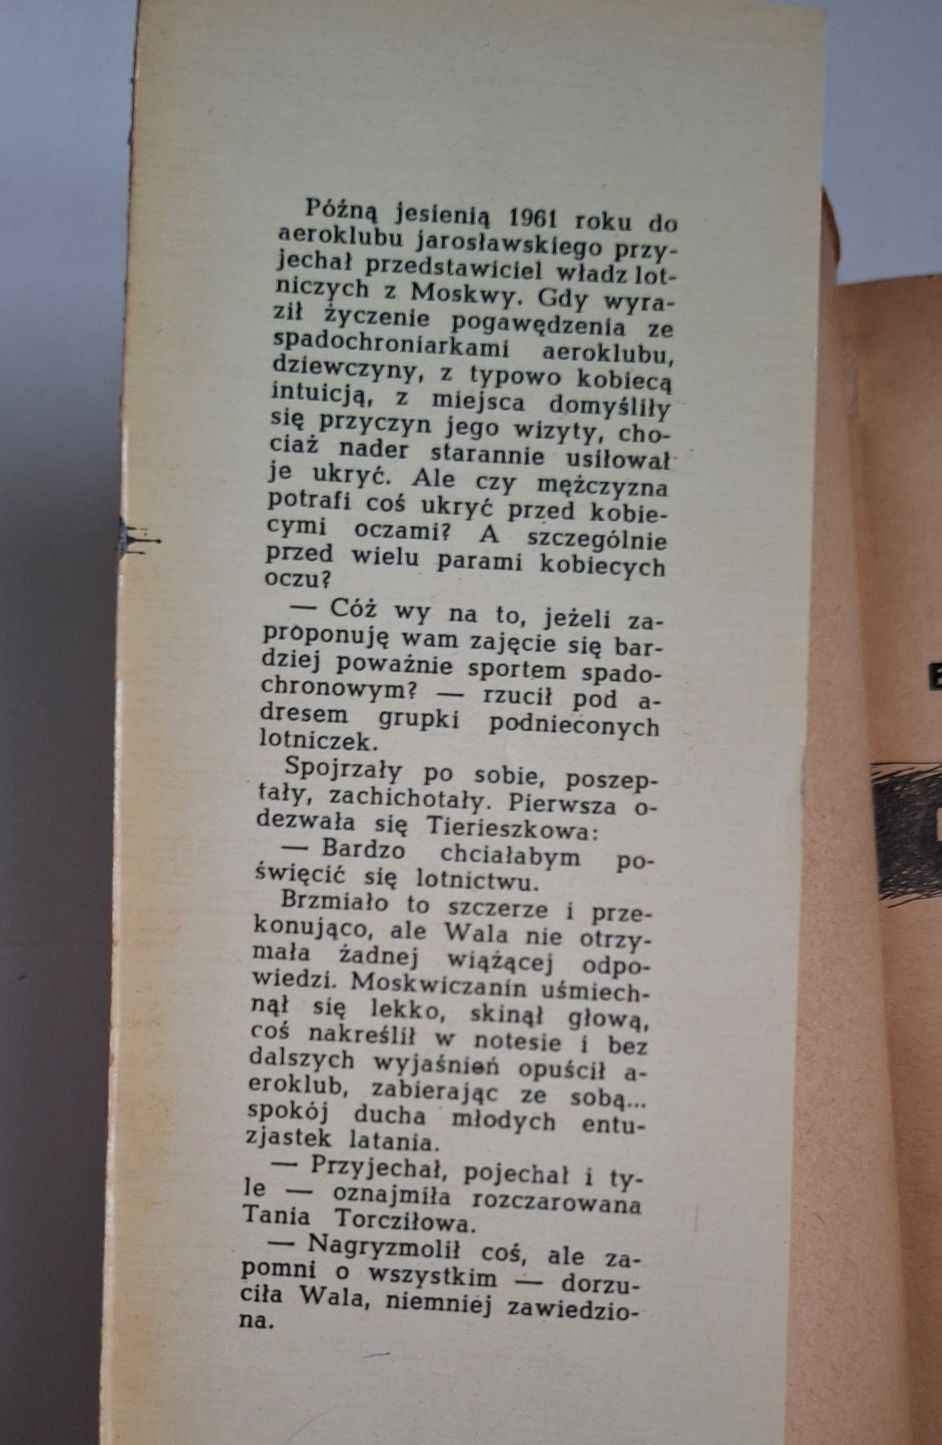 Późną jesienią 1961 roku do
aeroklubu jarosławskiego przy-
jechał przedstawiciel władz lot-
niczych z Moskwy. Gdy wyra-
ził życzenie pogawędzenia ze
spadochroniarkami aeroklubu,
dziewczyny, z typowo kobiecą
intuicją, z miejsca domyśliły
się przyczyn jego wizyty, cho-
ciaż nader starannie usiłował
je ukryć. Ale czy mężczyzna
potrafi coś ukryć przed kobie-
cymi oczami? A szczególnie
przed wielu parami kobiecych
oczu?
— Cóż wy na to, jeżeli za-
proponuję wam zajęcie się bar-
dziej poważnie sportem spado-
chronowym? — rzucił pod a-
dresem grupki podnieconych
lotniczek.
Spojrzały po sobie, poszep-
tały, zachichotały. Pierwsza o-
dezwała się Tierieszkowa:
— Bardzo chciałabym po-
święcić się lotnictwu.
Brzmiało to szczerze i prze-
konująco, ale Wala nie otrzy-
mała żadnej wiążącej odpo-
wiedzi. Moskwiczanin uśmiech-
nął się lekko, skinął głową,
coś nakreślił w notesie i bez
dalszych wyjaśnień opuścił a-
eroklub, zabierając ze sobą...
spokój ducha młodych entu-
zjastek latania.
— Przyjechał, pojechał i ty-
le — oznajmiła rozczarowana
Tania Torcziłowa.
— Nagryzmolił coś, ale za-
pomni o wszystkim — dorzu-
ciła Wala, niemniej zawiedzio-
na.